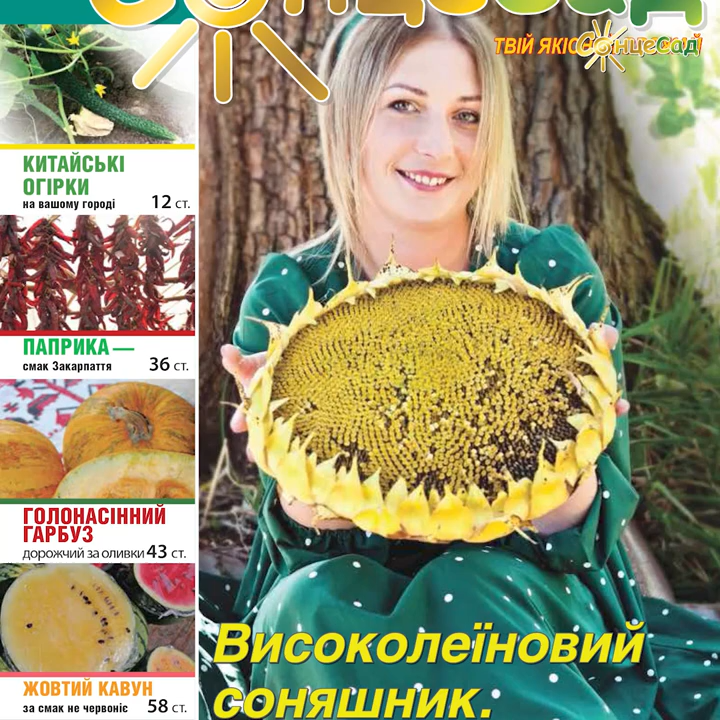 СонцеСад
ТВІЙ
СонцеСад
КИТАЙСЬКІ
ОГІРКИ
на вашому городі 12 ст.
ПАПРИКА —
смак Закарпаття 36 ст.
ГОЛОНАСІННИЙ
ГАРБУЗ
дорожчий за оливки 43 ст.
ЖОВТИЙ КАВУН
за смак не червоніє 58 ст.
Високолеїновий
соняшник.